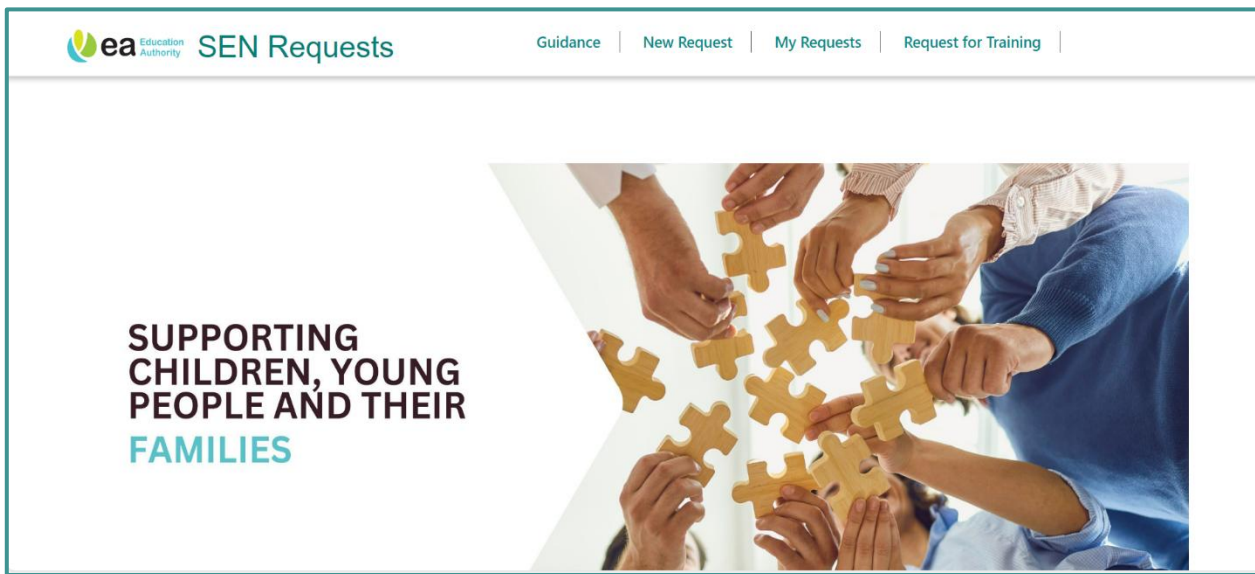 ea Education Authority SEN Requests
Guidance
New Request
My Requests
Request for Training
SUPPORTING
CHILDREN, YOUNG
PEOPLE AND THEIR
FAMILIES